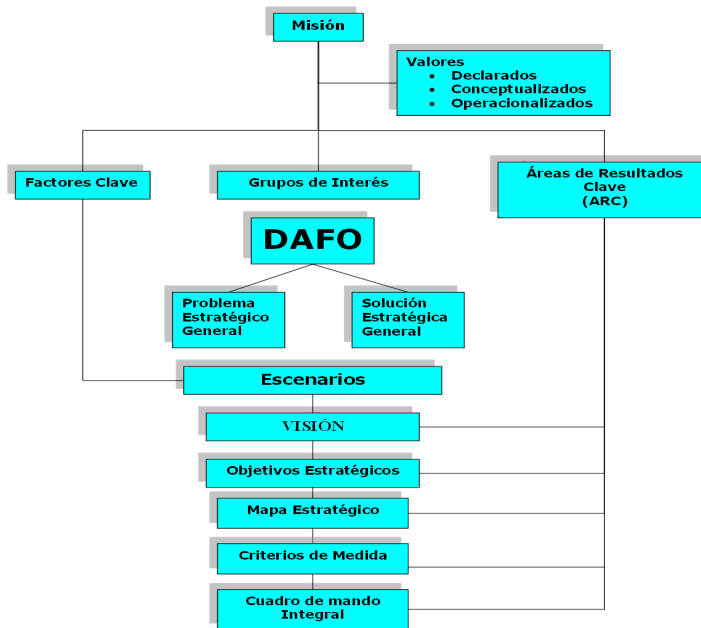 Misión
Valores
• Declarados
• Conceptualizados
• Operacionalizados
Factores Clave
Grupos de Interés
Áreas de Resultados
Clave
(ARC)
DAFO
Problema
Estratégico
General
Solución
Estratégica
General
Escenarios
VISIÓN
Objetivos Estratégicos
Mapa Estratégico
Criterios de Medida
Cuadro de mando
Integral